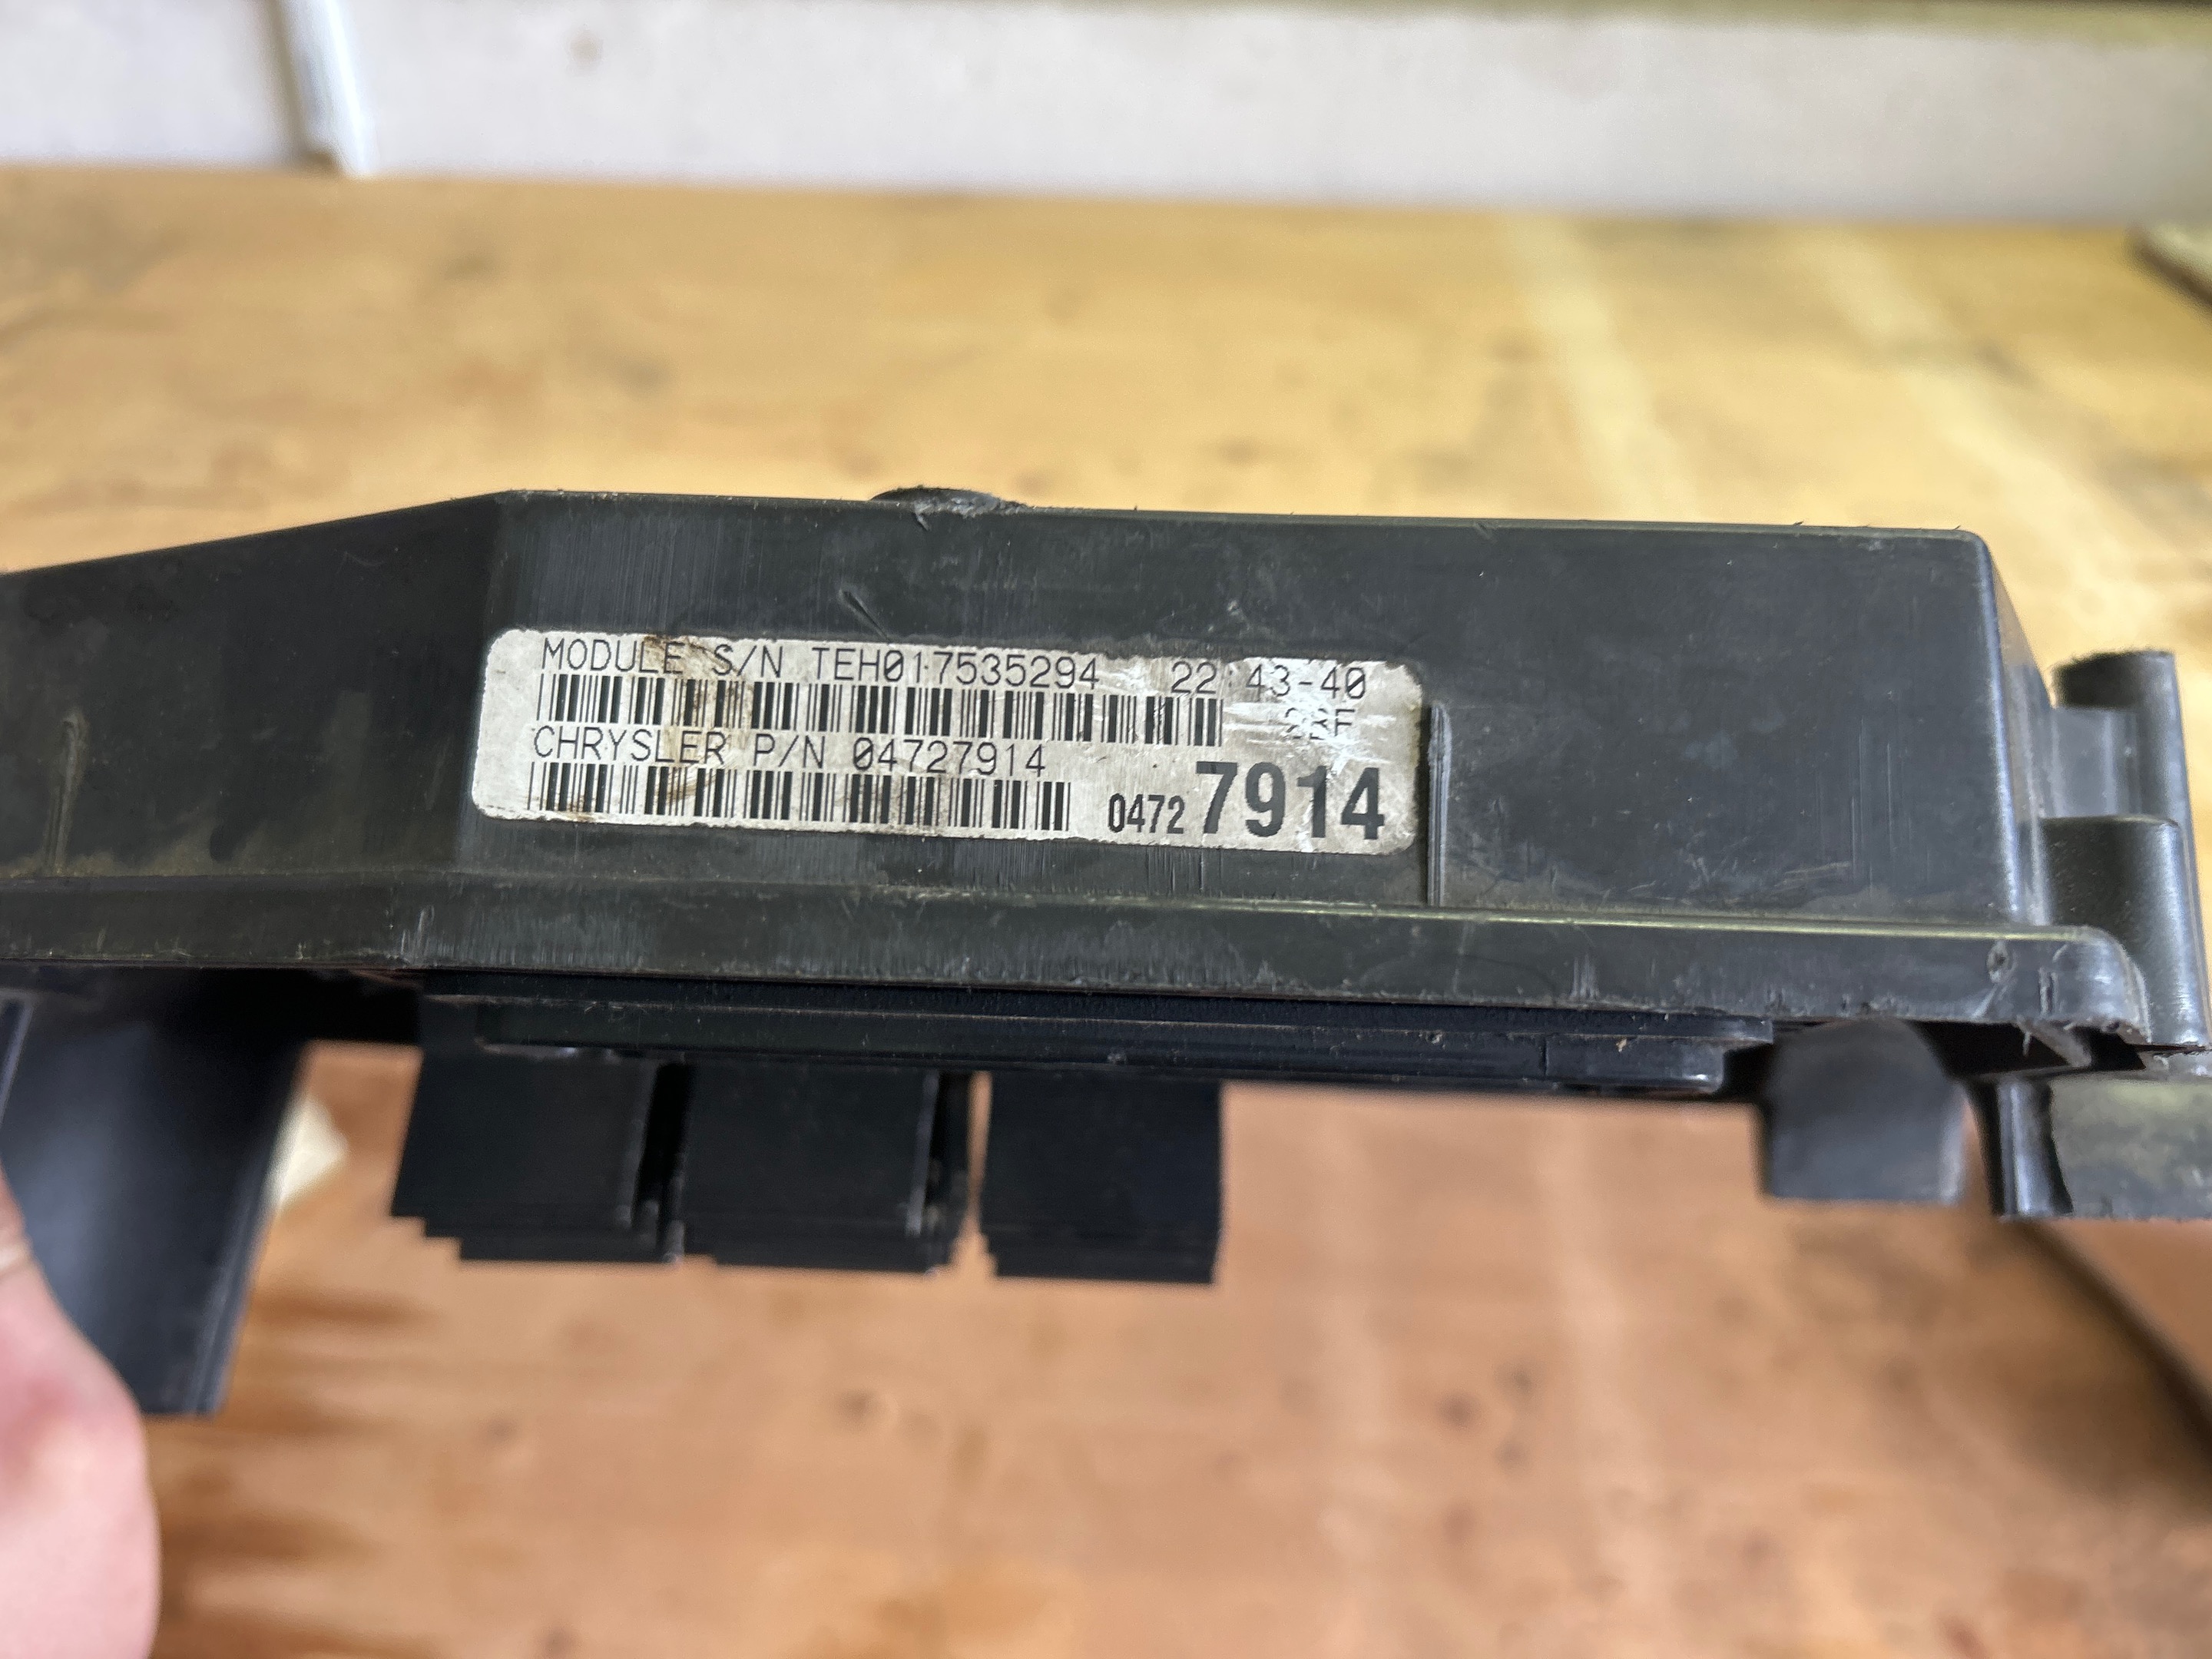 MODULE S/N TEH017535294 22:43-40
CHRYSLER P/N 04727914
0472 7914